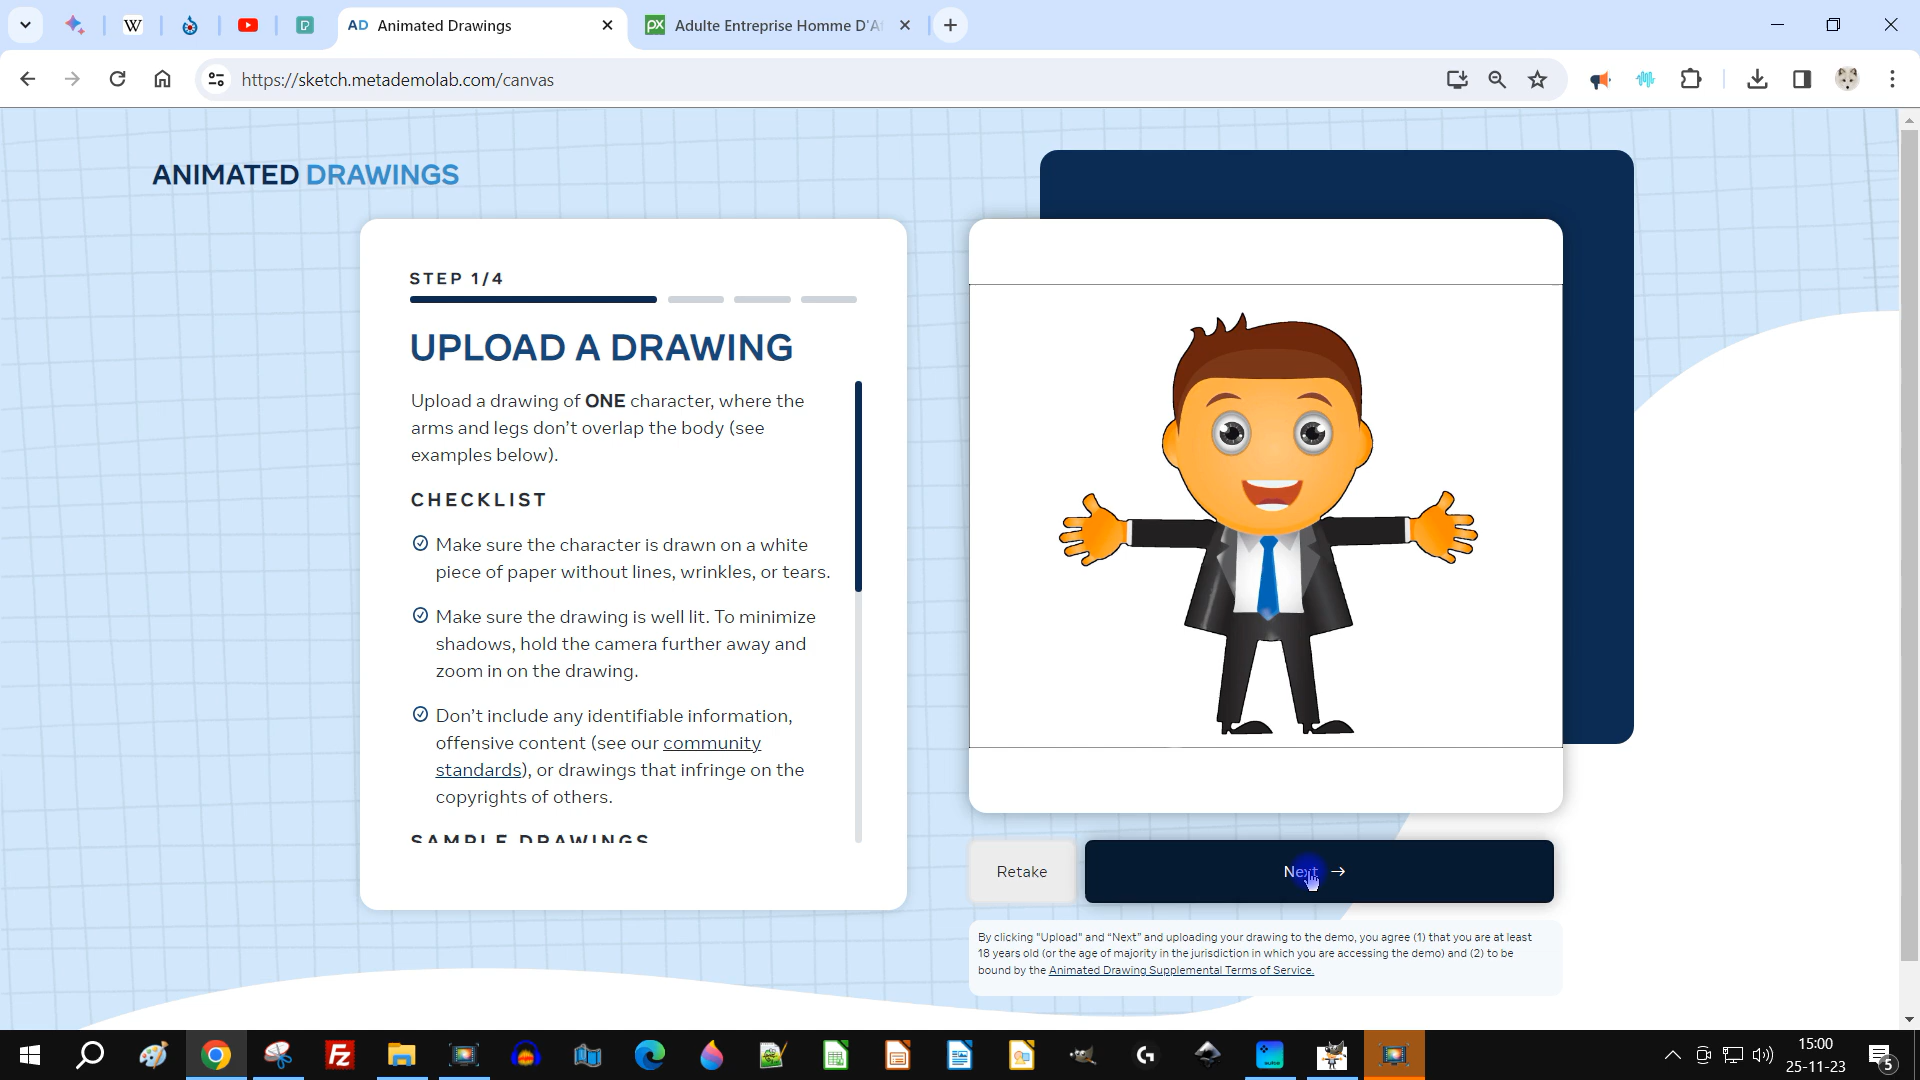 AD Animated Drawings
PX Adulte Entreprise Homme D'A
https://sketch.metademolab.com/canvas
ANIMATED DRAWINGS
STEP 1/4
UPLOAD A DRAWING
Upload a drawing of ONE character, where the
arms and legs don't overlap the body (see
examples below).
CHECKLIST
Make sure the character is drawn on a white
piece of paper without lines, wrinkles, or tears.
Make sure the drawing is well lit. To minimize
shadows, hold the camera further away and
zoom in on the drawing.
Don't include any identifiable information,
offensive content (see our community
standards), or drawings that infringe on the
copyrights of others.
SAMPLE DRAWINGS
Retake
Next →
By clicking "Upload" and "Next" and uploading your drawing to the demo, you agree (1) that you are at least
18 years old (or the age of majority in the jurisdiction in which you are accessing the demo) and (2) to be
bound by the Animated Drawing Supplemental Terms of Service.
15:00
25-11-23
5